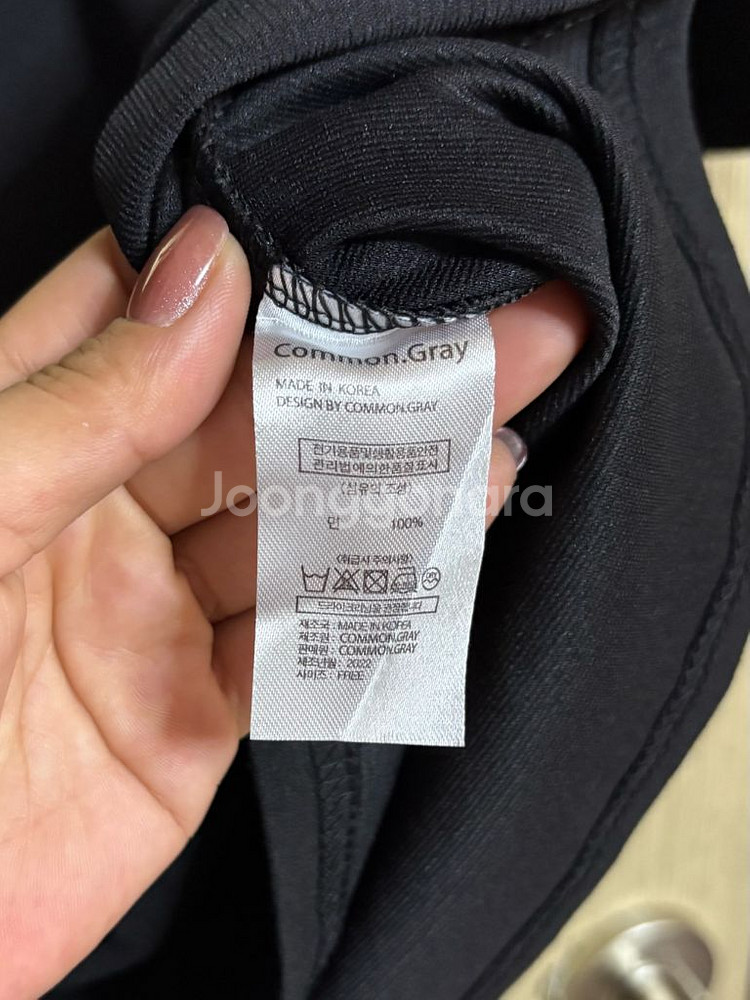 Common.Gray
MADE IN KOREA
DESIGN BY COMMON.GRAY
전기용품및생활용품안전
관리법에의한품질표시
(섬유의 조성)
면 100%
(취급시 주의사항)
드라이크리닝을 권장합니다
제조국 : MADE IN KOREA
제조원 : COMMON.GRAY
판매원 : COMMON.GRAY
제조년월 : 2022
사이즈 : FREE
Joonggonara